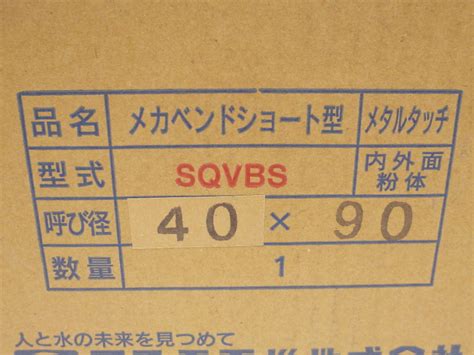 品名 メカベンドショート型 メタルタッチ
型式 SQVBS 内外面粉体
呼び径 40 × 90
数量 1
人と水の未来を見つめて